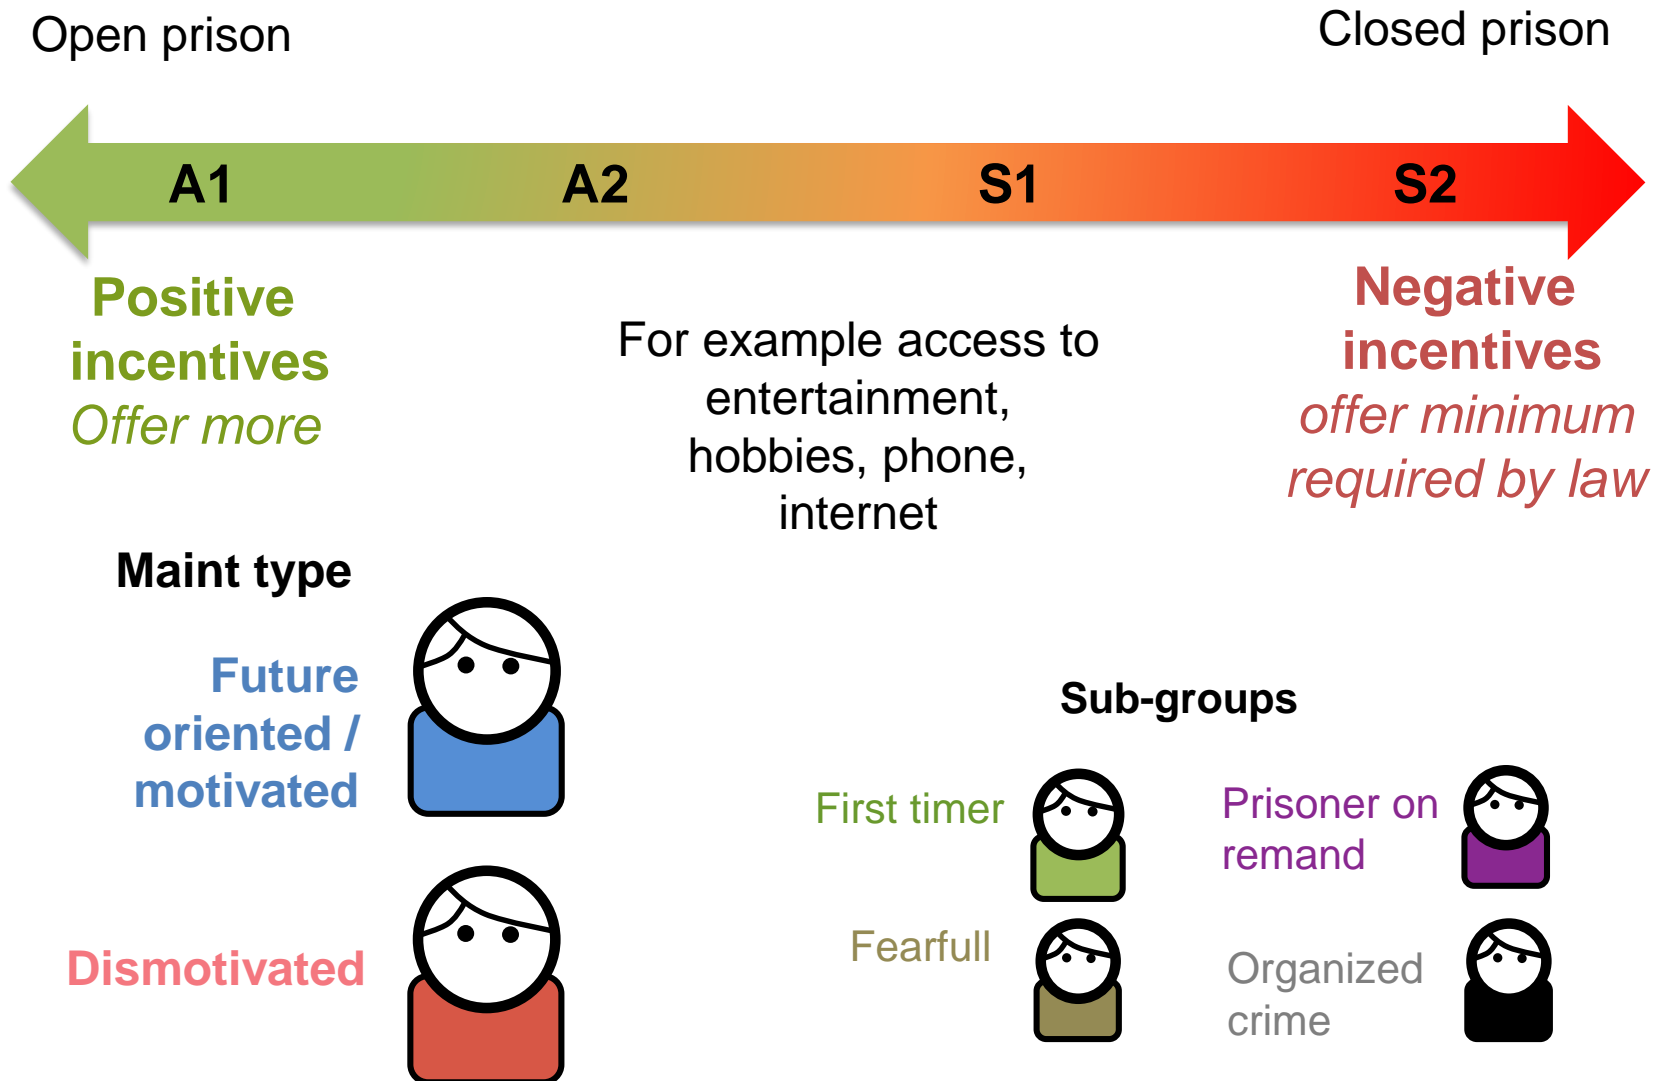 Open prison
Closed prison
A1
A2
S1
S2
Positive
incentives
Offer more
For example access to
entertainment,
hobbies, phone,
internet
Negative
incentives
offer minimum
required by law
Maint type
Future
oriented /
motivated
Dismotivated
Sub-groups
First timer
Prisoner on
remand
Fearfull
Organized
crime